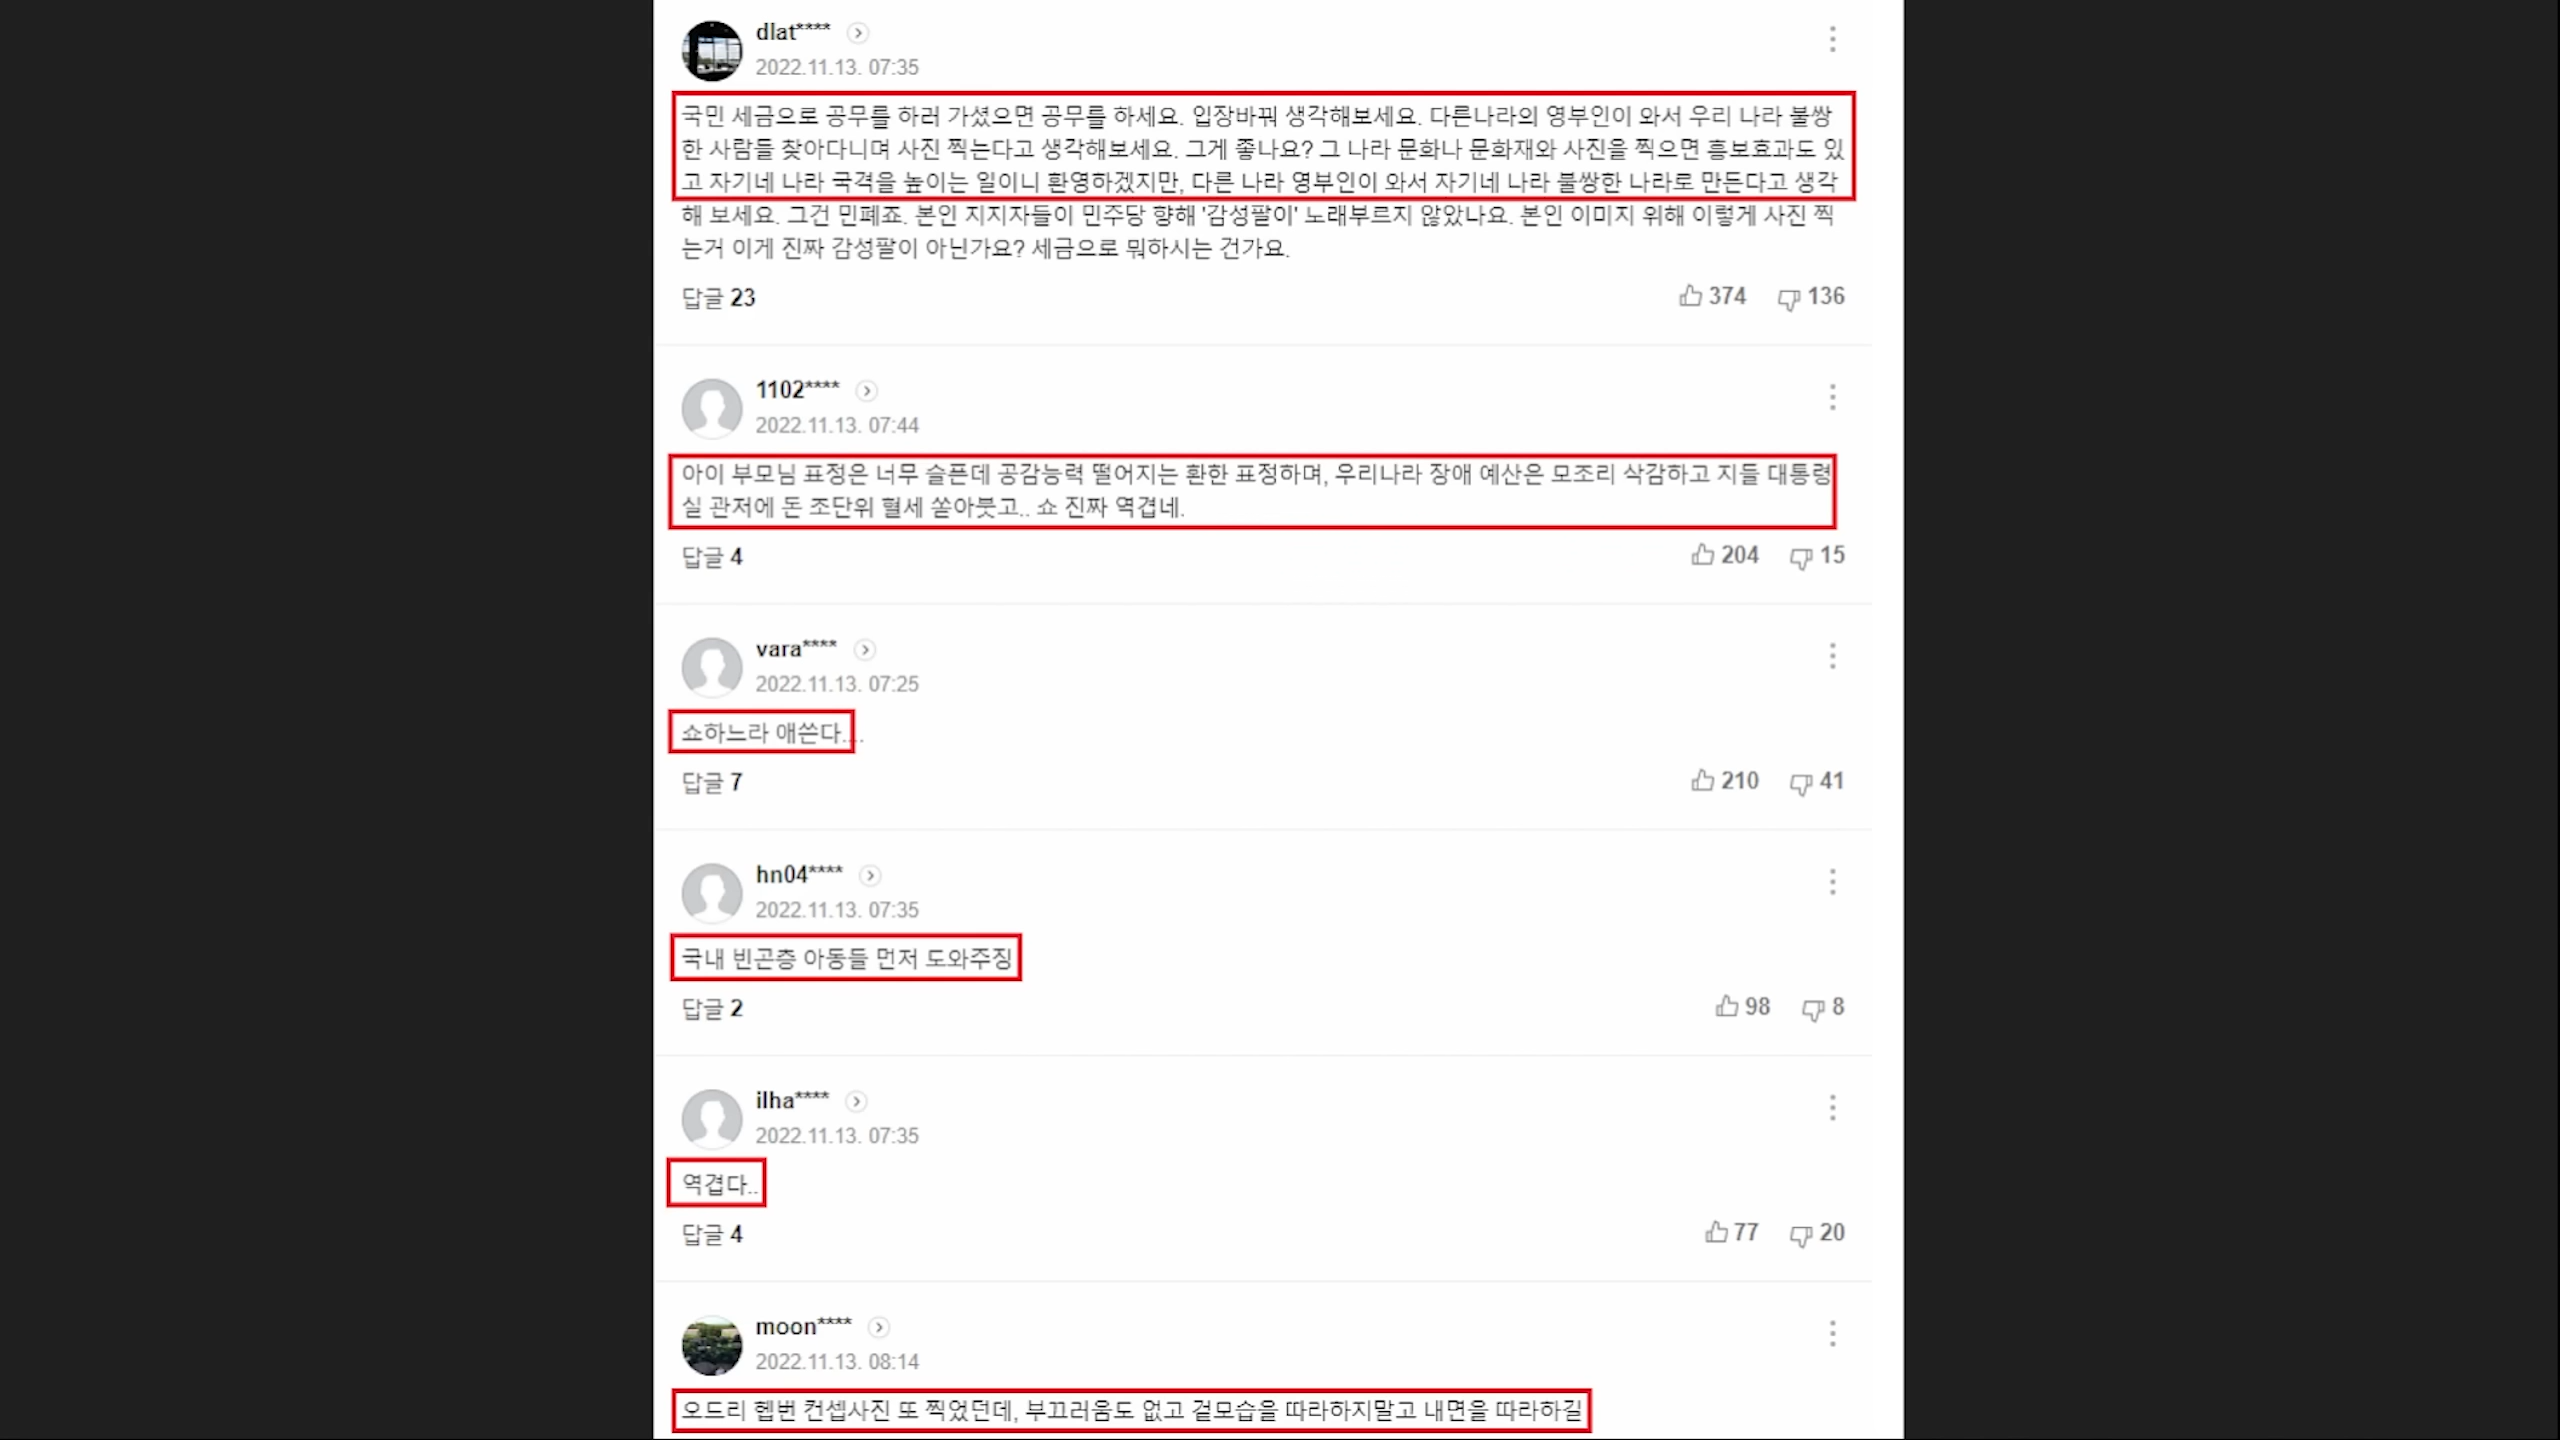 dlat****
2022.11.13. 07:35
국민 세금으로 공무를 하러 가셨으면 공무를 하세요. 입장바꿔 생각해보세요. 다른나라의 영부인이 와서 우리 나라 불쌍
한 사람들 찾아다니며 사진 찍는다고 생각해보세요. 그게 좋나요? 그 나라 문화나 문화재와 사진을 찍으면 홍보효과도 있
고 자기네 나라 국격을 높이는 일이니 환영하겠지만, 다른 나라 영부인이 와서 자기네 나라 불쌍한 나라로 만든다고 생각
해 보세요. 그건 민폐죠. 본인 지지자들이 민주당 향해 '감성팔이' 노래부르지 않았나요. 본인 이미지 위해 이렇게 사진 찍
는거 이게 진짜 감성팔이 아닌가요? 세금으로 뭐하시는 건가요.
답글 23
374 136
1102****
2022.11.13. 07:44
아이 부모님 표정은 너무 슬픈데 공감능력 떨어지는 환한 표정하며, 우리나라 장애 예산은 모조리 삭감하고 지들 대통령
실 관저에 돈 조단위 혈세 쏟아붓고.. 쇼 진짜 역겹네.
답글 4
204 15
vara****
2022.11.13. 07:25
쇼하느라 애쓴다....
답글 7
210 41
hn04****
2022.11.13. 07:35
국내 빈곤층 아동들 먼저 도와주징
답글 2
98 8
ilha****
2022.11.13. 07:35
역겹다..
답글 4
77 20
moon****
2022.11.13. 08:14
오드리 헵번 컨셉사진 또 찍었던데, 부끄러움도 없고 겉모습을 따라하지말고 내면을 따라하길